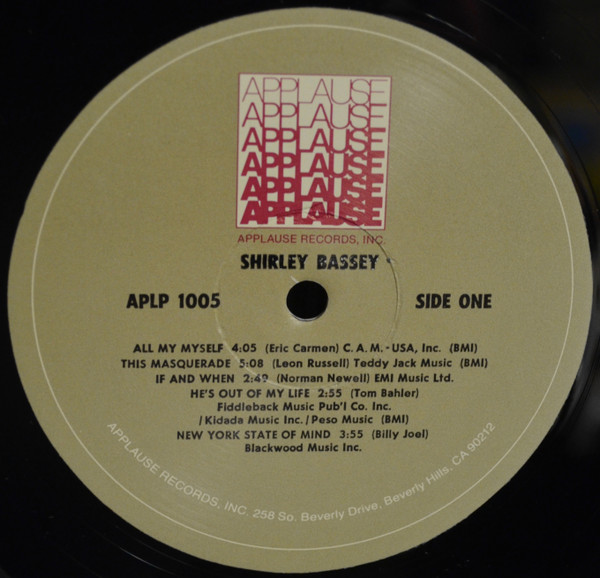 APPLAUSE
APPLAUSE
APPLAUSE
APPLAUSE
APPLAUSE
APPLAUSE
APPLAUSE RECORDS, INC.
SHIRLEY BASSEY
APLP 1005 SIDE ONE
ALL MY MYSELF 4:05 (Eric Carmen) C.A.M.-USA, Inc. (BMI)
THIS MASQUERADE 5:08 (Leon Russell) Teddy Jack Music (BMI)
IF AND WHEN 2:49 (Norman Newell) EMI Music Ltd.
HE'S OUT OF MY LIFE 2:55 (Tom Bahler)
Fiddleback Music Pub'l Co. Inc.
/Kidada Music Inc./Peso Music (BMI)
NEW YORK STATE OF MIND 3:55 (Billy Joel)
Blackwood Music Inc.
APPLAUSE RECORDS, INC. 258 So. Beverly Drive, Beverly Hills, CA 90212